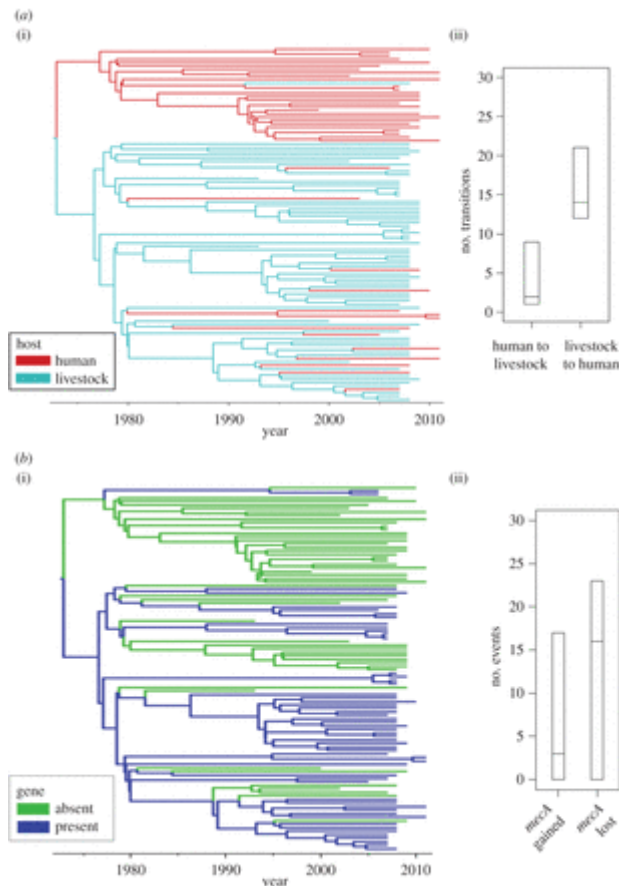 (a)
(i)
(ii)
30
20
15
10
5
0
no. transitions
human to
livestock
livestock
to human
host
human
livestock
1980
1990
2000
2010
year
(b)
(i)
(ii)
30
25
20
15
10
5
0
no. events
mecA
gained
mecA
lost
gene
absent
present
1980
1990
2000
2010
year